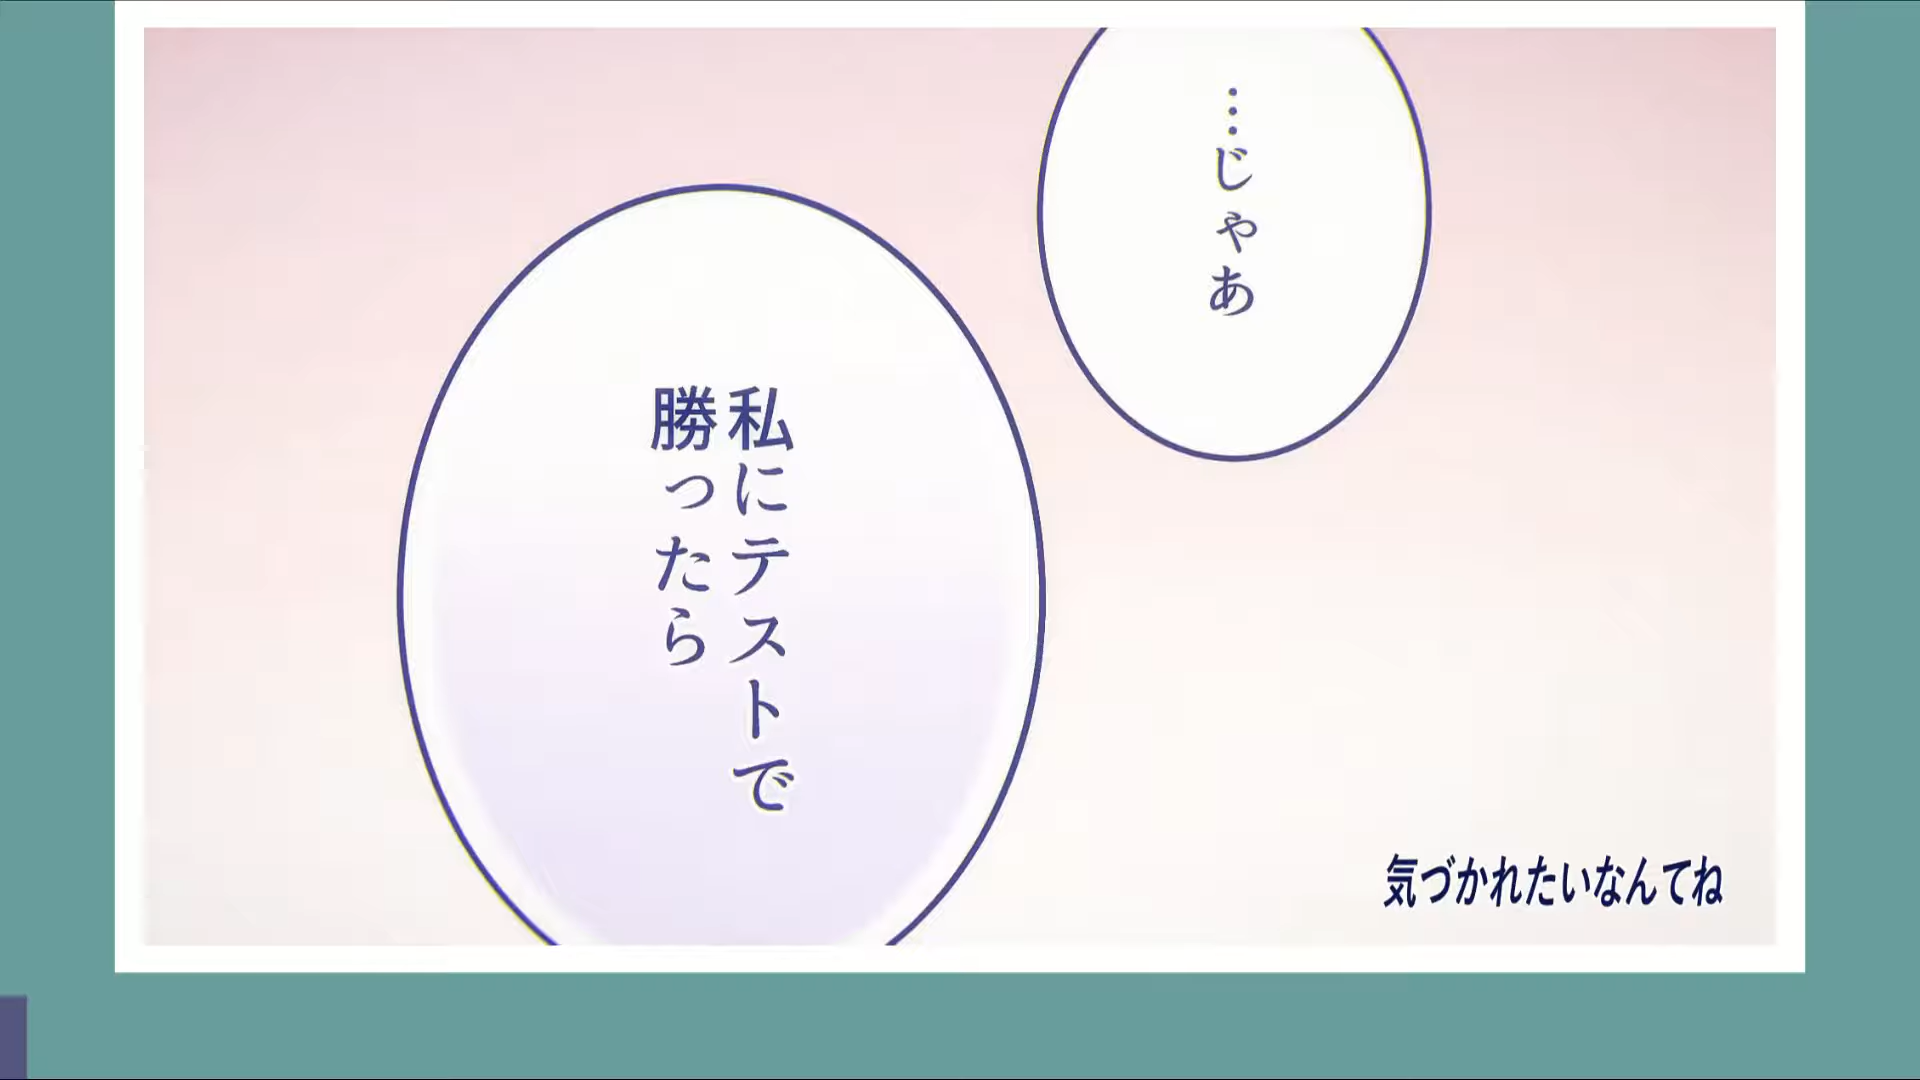 …じゃあ
私にテストで
勝ったら
気づかれたいなんてね